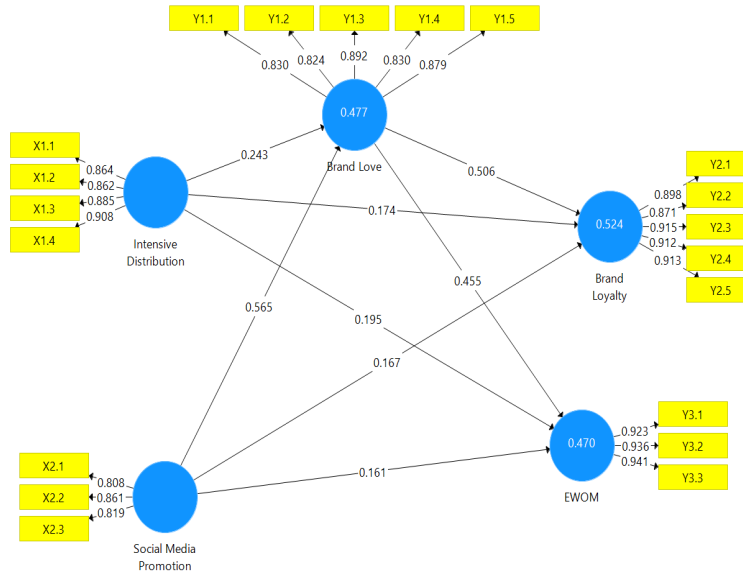 Y1.1
Y1.2
Y1.3
Y1.4
Y1.5
0.830
0.824
0.892
0.830
0.879
0.477
Brand Love
X1.1
X1.2
X1.3
X1.4
0.864
0.862
0.885
0.908
Intensive
Distribution
0.243
0.174
0.195
0.565
0.506
0.455
0.167
0.161
0.524
Brand
Loyalty
0.898
0.871
0.915
0.912
0.913
Y2.1
Y2.2
Y2.3
Y2.4
Y2.5
X2.1
X2.2
X2.3
0.808
0.861
0.819
Social Media
Promotion
0.470
EWOM
0.923
0.936
0.941
Y3.1
Y3.2
Y3.3